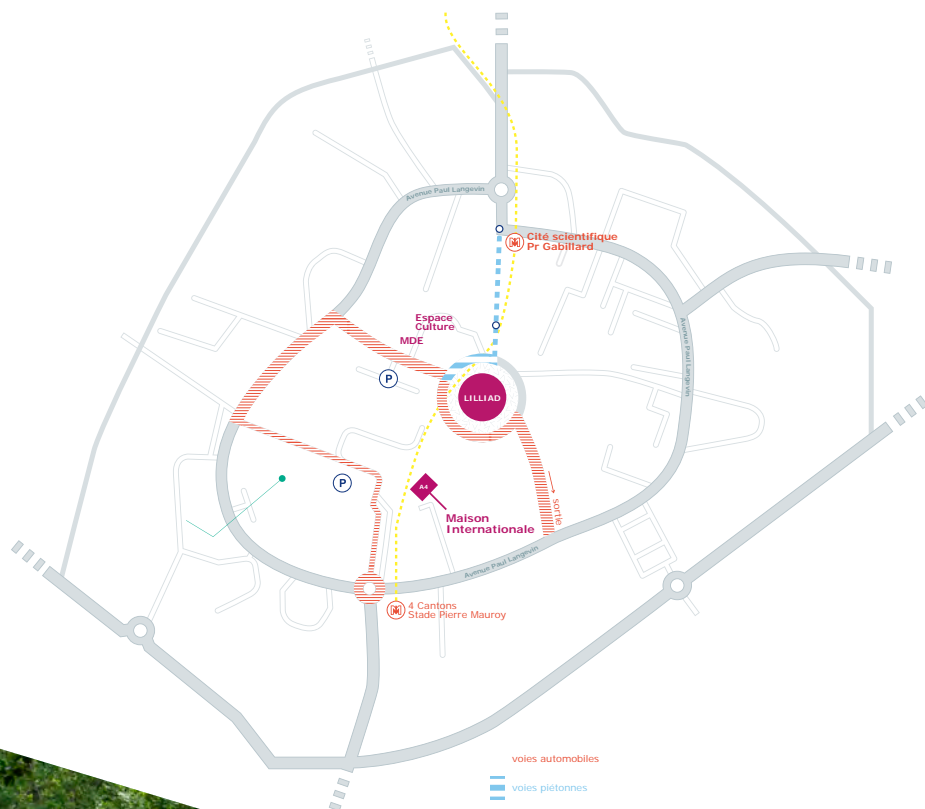 Avenue Paul Langevin
Cité scientifique
Pr Gabillard
Espace
Culture
MDE
P
LILLIAD
Avenue Paul Langevin
P
A4
sortie
Maison
Internationale
Avenue Paul Langevin
4 Cantons
Stade Pierre Mauroy
voies automobiles
voies piétonnes